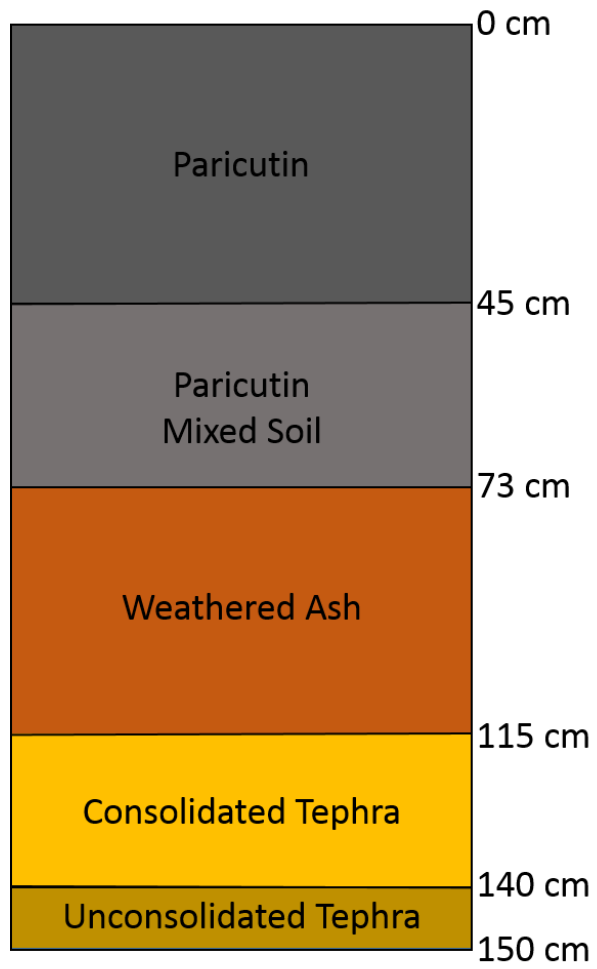 0 cm
Paricutin
45 cm
Paricutin
Mixed Soil
73 cm
Weathered Ash
115 cm
Consolidated Tephra
140 cm
Unconsolidated Tephra
150 cm